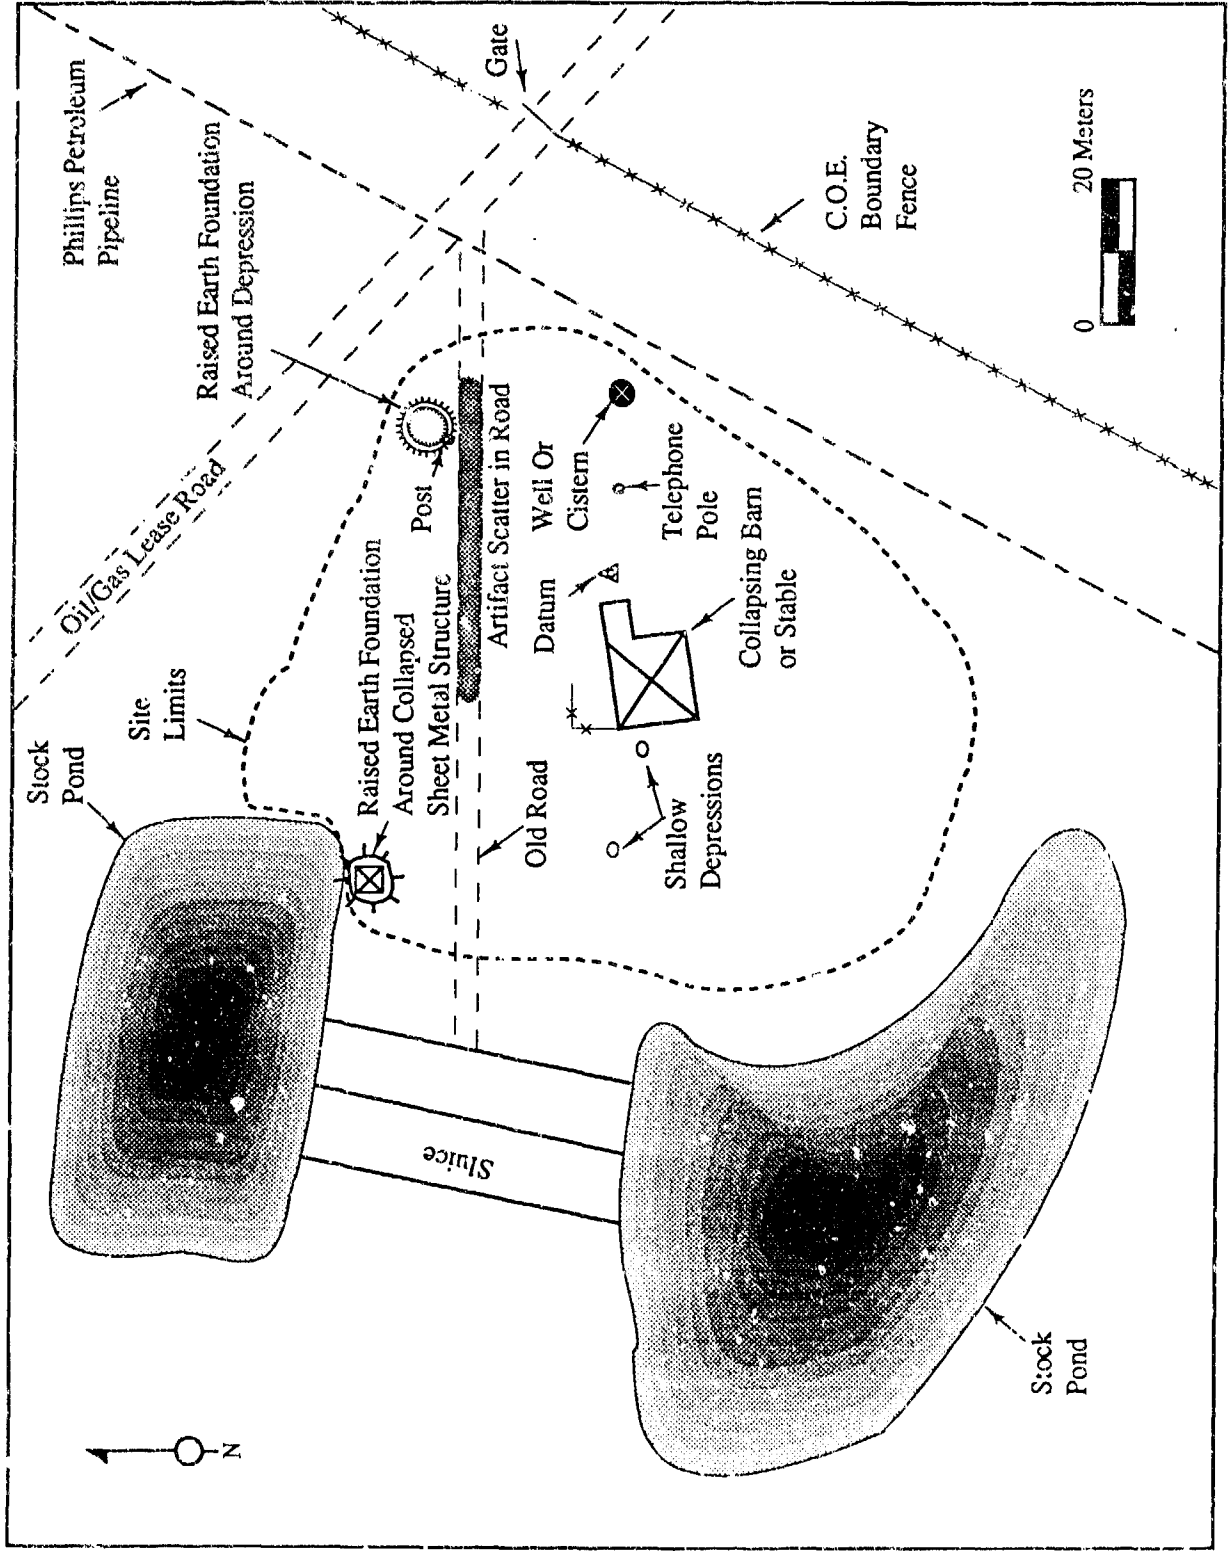 Phillips Petroleum
Pipeline
Raised Earth Foundation
Around Depression
Gate
Oil/Gas Lease Road
Stock
Pond
Site
Limits
Raised Earth Foundation
Around Collapsed
Sheet Metal Structure
Post
Artifact Scatter in Road
Old Road
Datum
Well Or
Cistern
Telephone
Pole
Collapsing Barn
or Stable
Shallow
Depressions
C.O.E.
Boundary
Fence
0
20 Meters
Sluice
Stock
Pond
N